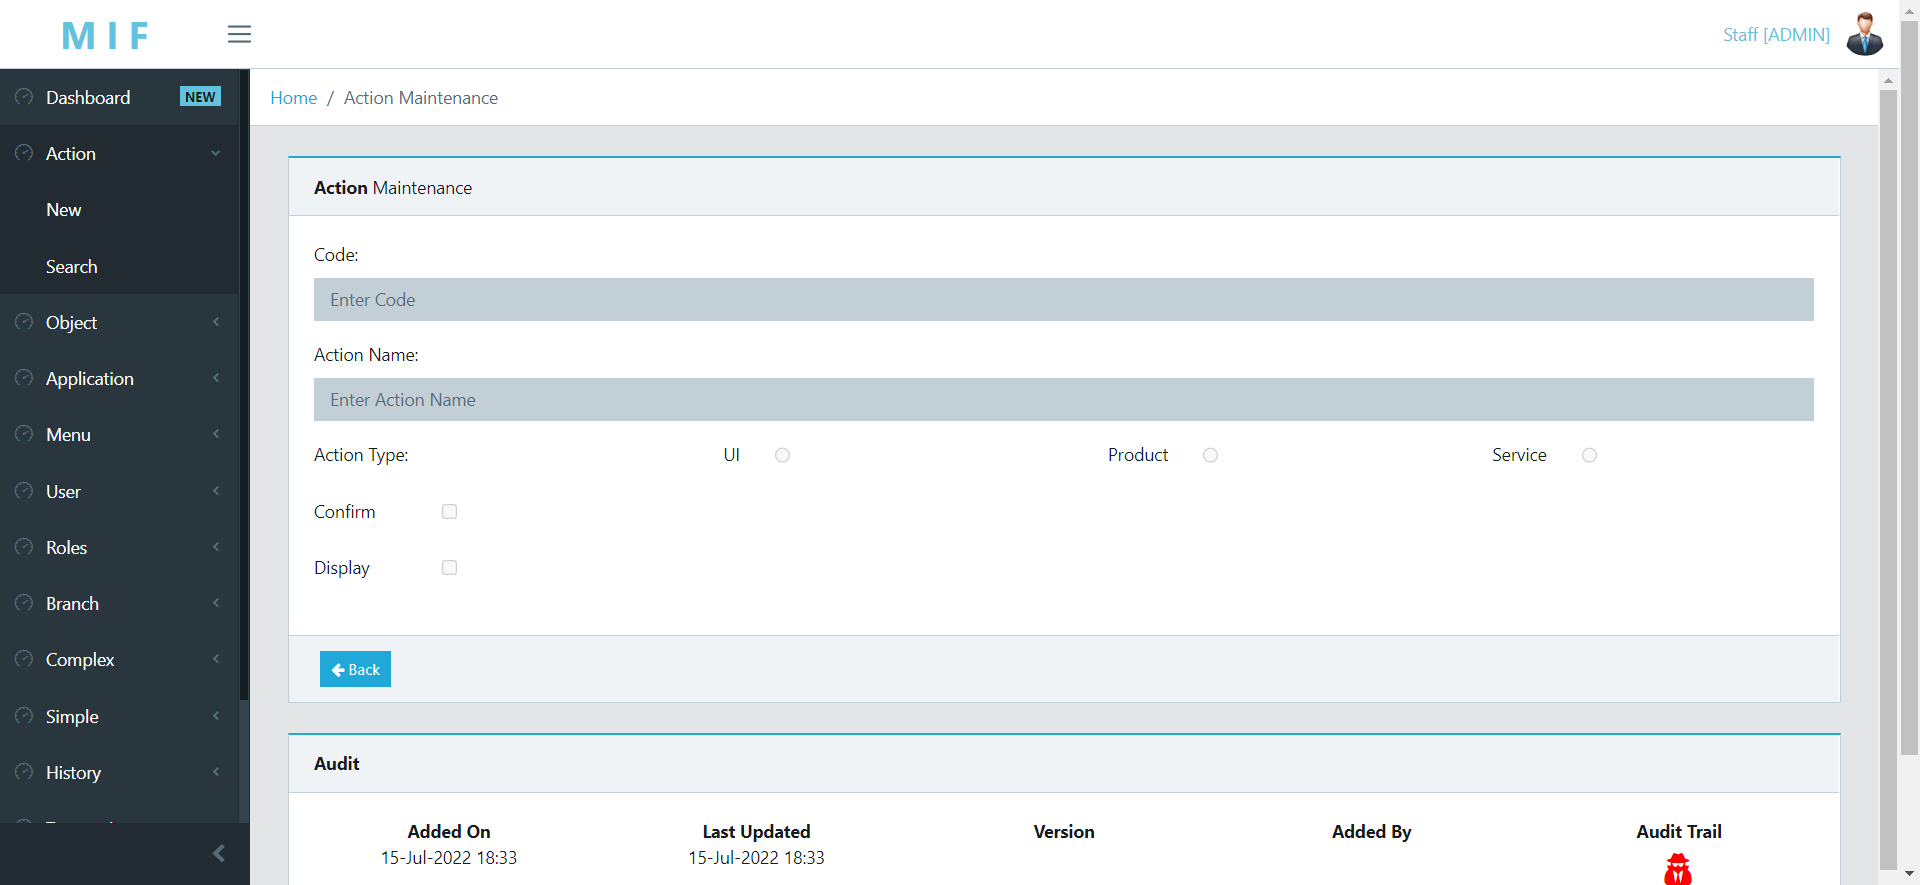 MIF
Staff [ADMIN]
Dashboard NEW
Action
New
Search
Object
Application
Menu
User
Roles
Branch
Complex
Simple
History
Home / Action Maintenance
Action Maintenance
Code:
Enter Code
Action Name:
Enter Action Name
Action Type: UI Product Service
Confirm
Display
Back
Audit
Added On Last Updated Version Added By Audit Trail
15-Jul-2022 18:33 15-Jul-2022 18:33